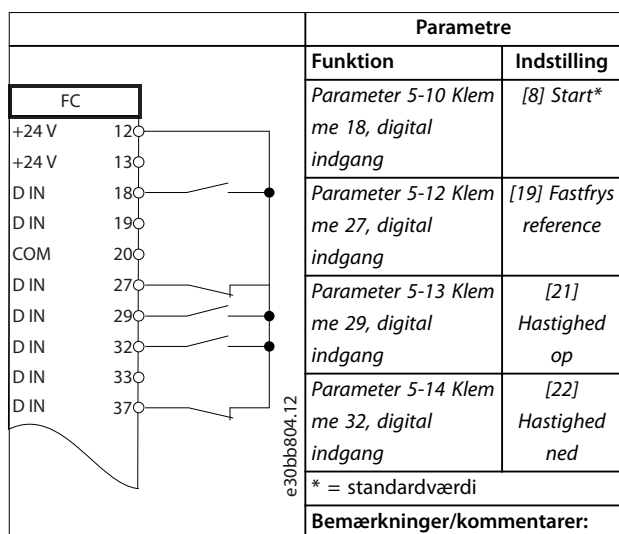 Parametre
Funktion Indstilling
FC
+24 V 12
+24 V 13
D IN 18
D IN 19
COM 20
D IN 27
D IN 29
D IN 32
D IN 33
D IN 37
e30bb804.12
Parameter 5-10 Klem
me 18, digital
indgang
[8] Start*
Parameter 5-12 Klem
me 27, digital
indgang
[19] Fastfrys
reference
Parameter 5-13 Klem
me 29, digital
indgang
[21]
Hastighed
op
Parameter 5-14 Klem
me 32, digital
indgang
[22]
Hastighed
ned
* = standardværdi
Bemærkninger/kommentarer: